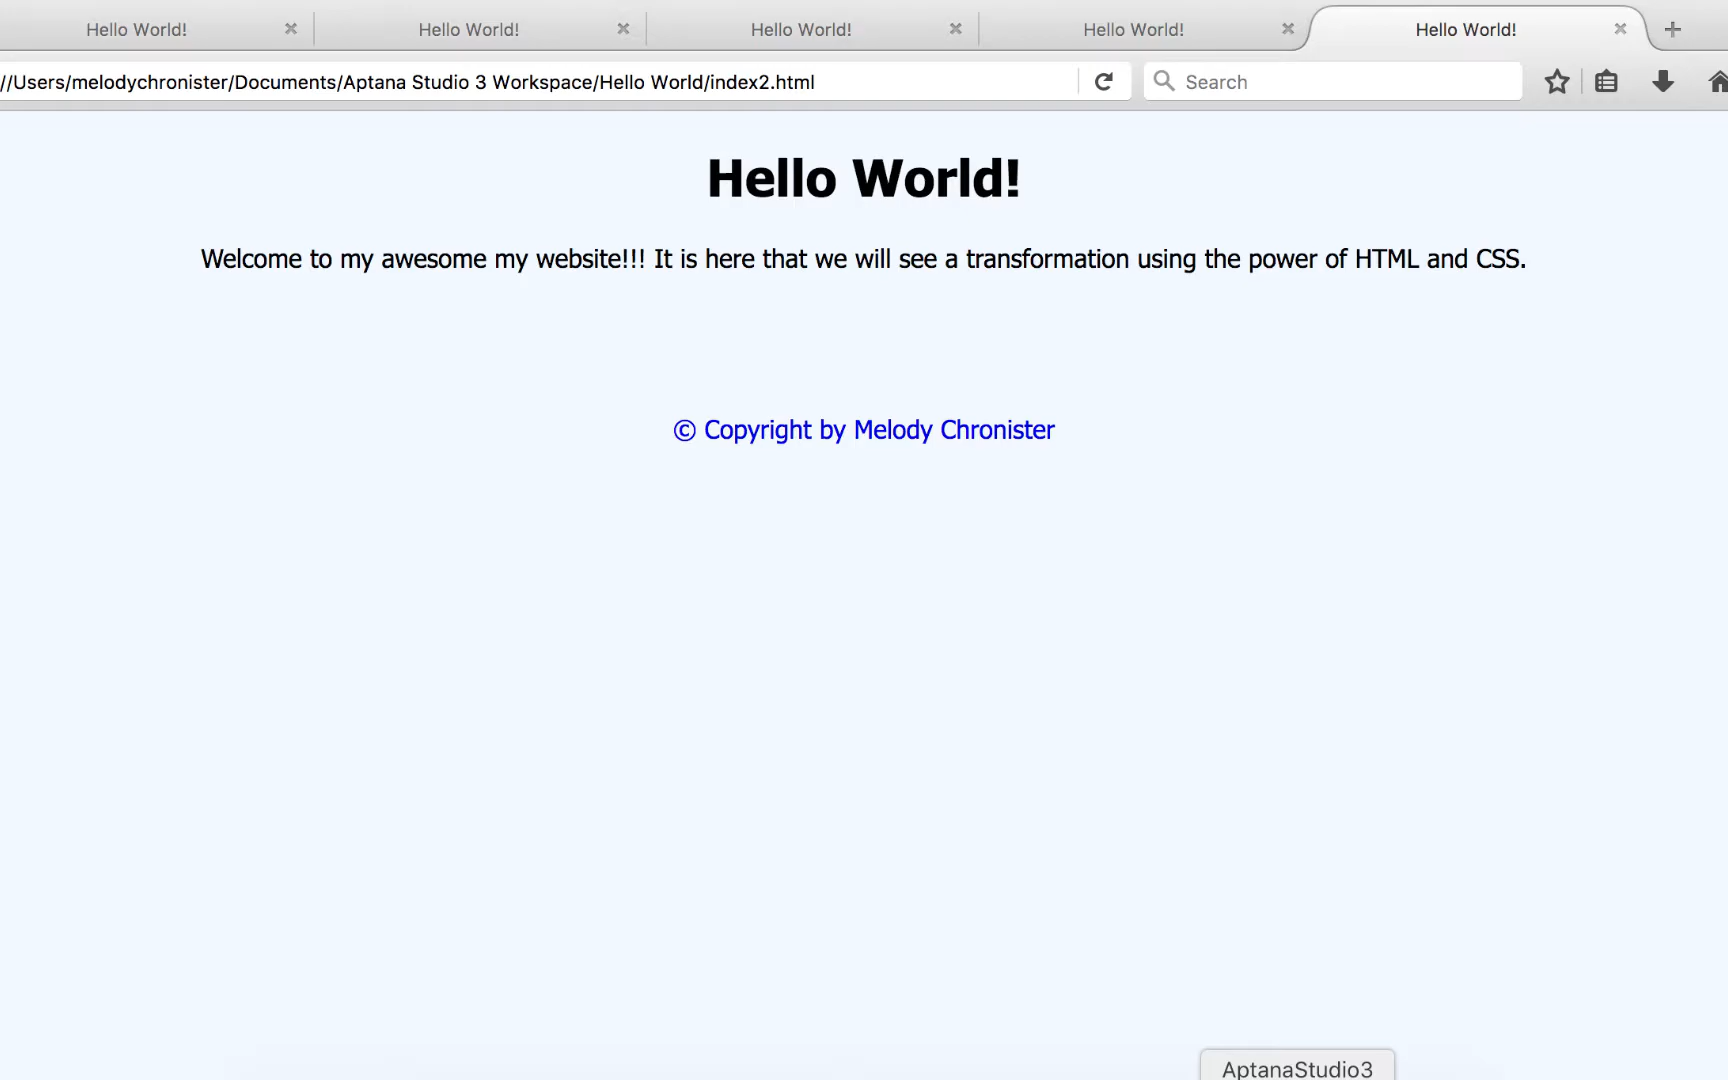 Hello World!
Hello World!
Hello World!
Hello World!
Hello World!
//Users/melodychronister/Documents/Aptana Studio 3 Workspace/Hello World/index2.html
Search
Hello World!
Welcome to my awesome my website!!! It is here that we will see a transformation using the power of HTML and CSS.
© Copyright by Melody Chronister
AptanaStudio3